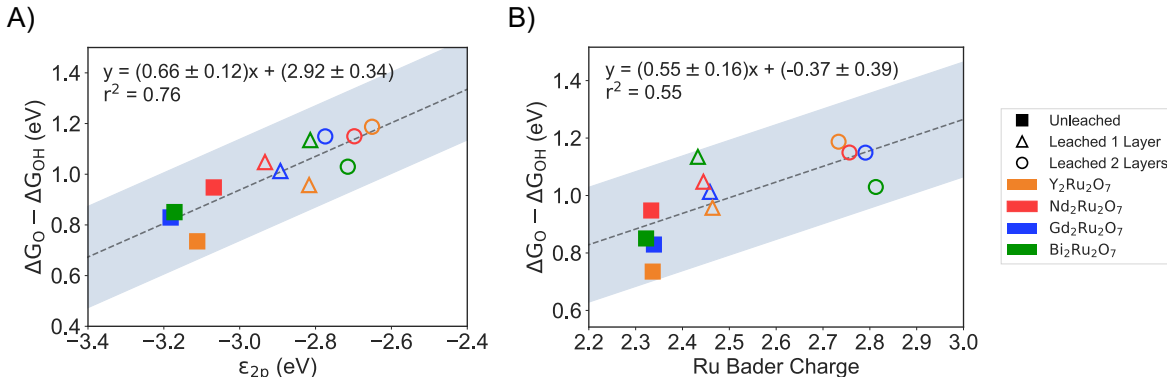 A)
y = (0.66 ± 0.12)x + (2.92 ± 0.34)
r² = 0.76
ΔG_O − ΔG_OH (eV)
1.4
1.2
1.0
0.8
0.6
0.4
−3.4 −3.2 −3.0 −2.8 −2.6 −2.4
ε_2p (eV)
B)
y = (0.55 ± 0.16)x + (-0.37 ± 0.39)
r² = 0.55
ΔG_O − ΔG_OH (eV)
1.4
1.2
1.0
0.8
0.6
2.2 2.3 2.4 2.5 2.6 2.7 2.8 2.9 3.0
Ru Bader Charge
Unleached
Leached 1 Layer
Leached 2 Layers
Y₂Ru₂O₇
Nd₂Ru₂O₇
Gd₂Ru₂O₇
Bi₂Ru₂O₇